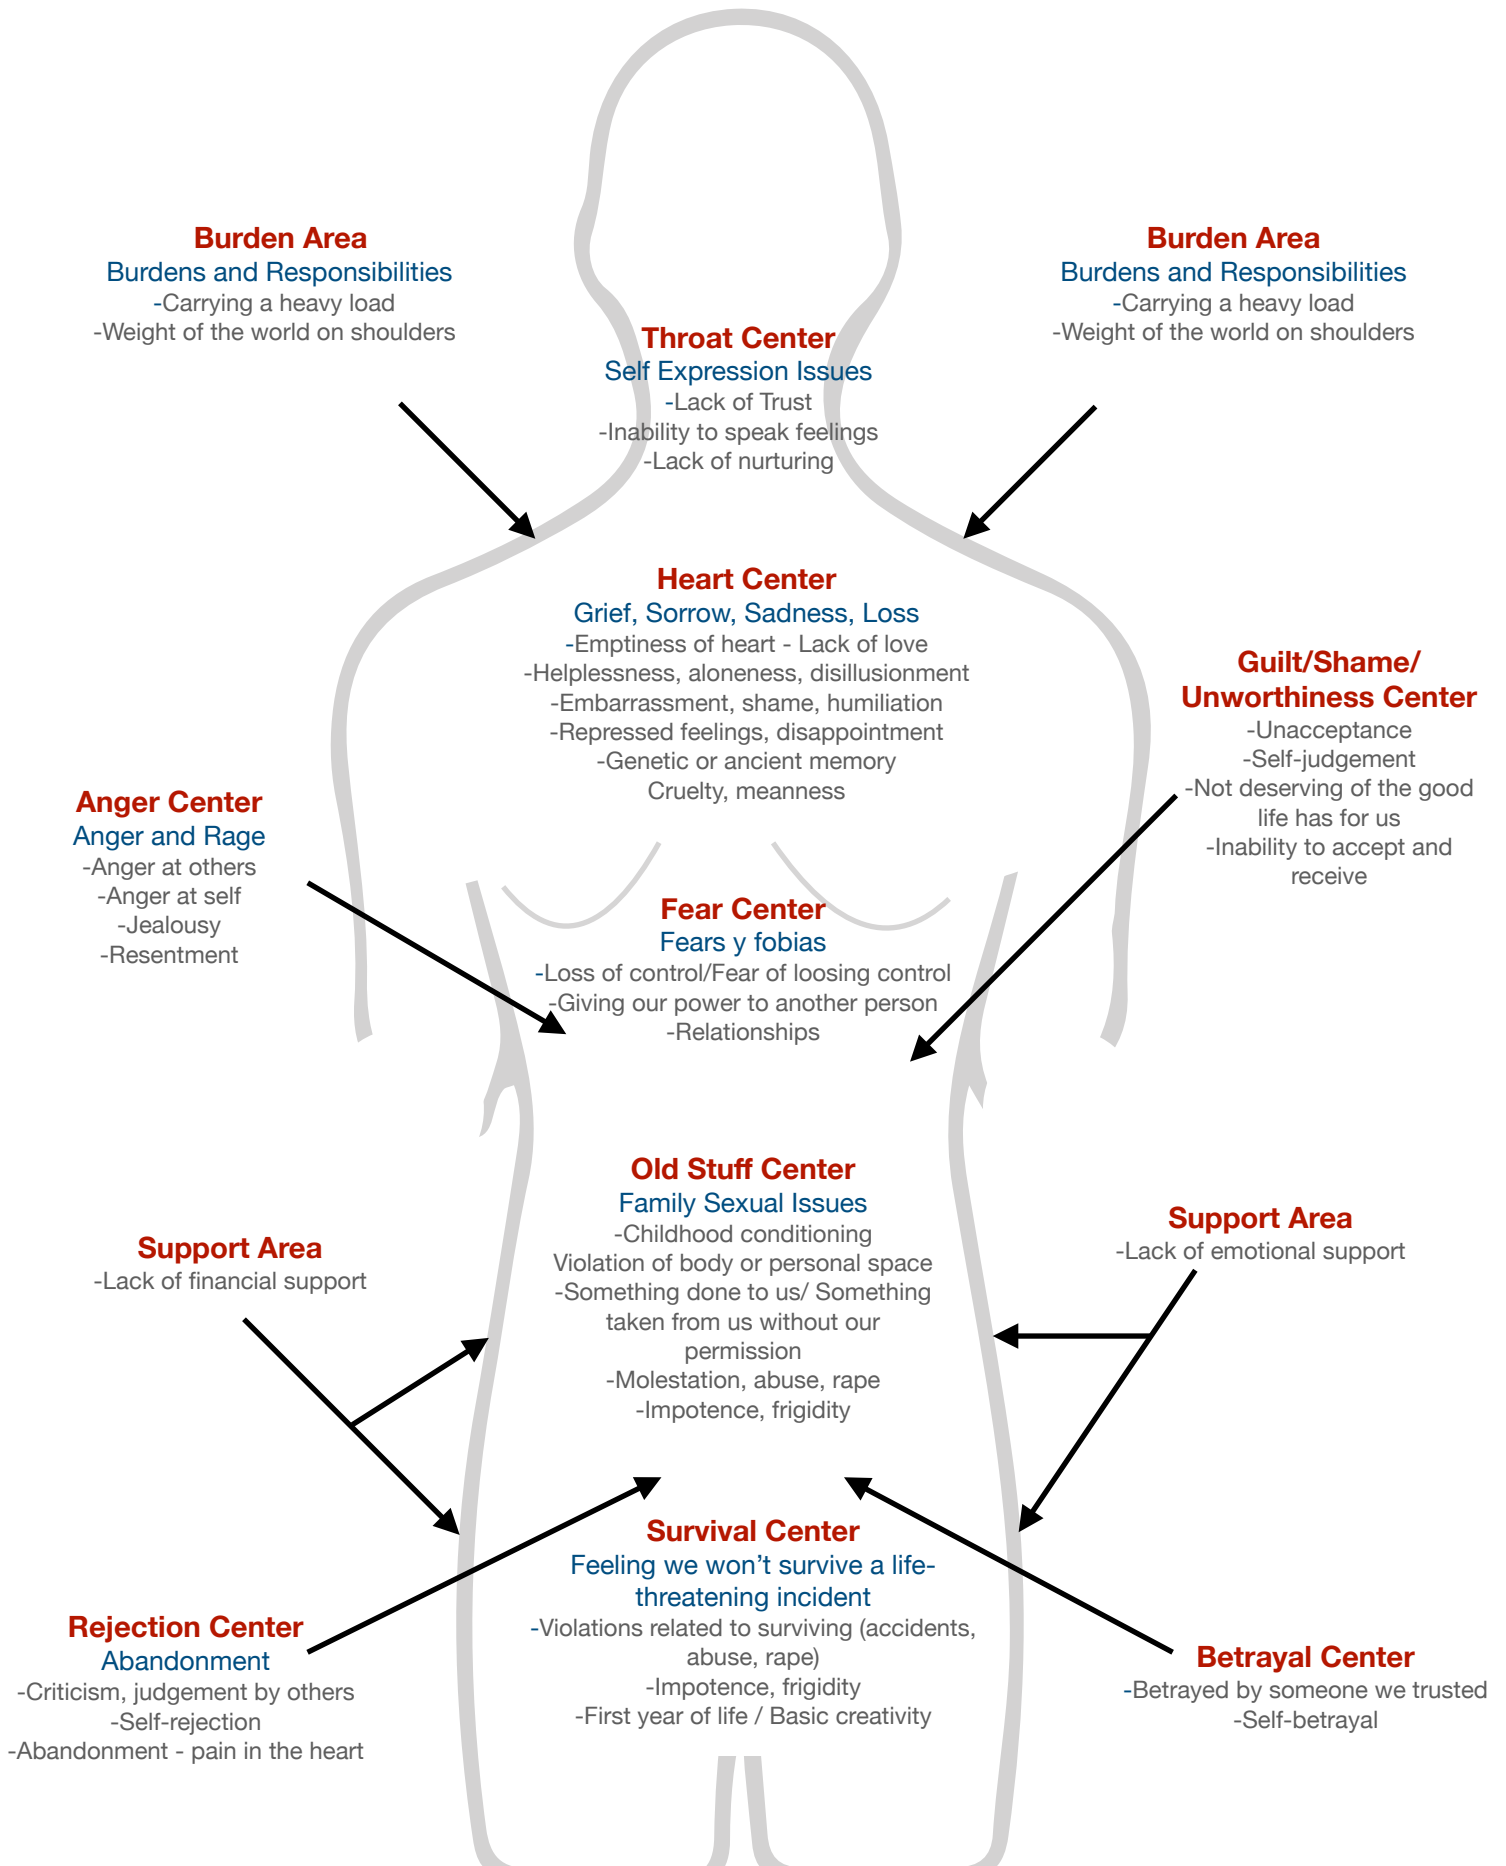 Burden Area
Burdens and Responsibilities
-Carrying a heavy load
-Weight of the world on shoulders
Burden Area
Burdens and Responsibilities
-Carrying a heavy load
-Weight of the world on shoulders
Throat Center
Self Expression Issues
-Lack of Trust
-Inability to speak feelings
-Lack of nurturing
Heart Center
Grief, Sorrow, Sadness, Loss
-Emptiness of heart - Lack of love
-Helplessness, aloneness, disillusionment
-Embarrassment, shame, humiliation
-Repressed feelings, disappointment
-Genetic or ancient memory
Cruelty, meanness
Guilt/Shame/
Unworthiness Center
-Unacceptance
-Self-judgement
-Not deserving of the good
life has for us
-Inability to accept and
receive
Anger Center
Anger and Rage
-Anger at others
-Anger at self
-Jealousy
-Resentment
Fear Center
Fears y fobias
-Loss of control/Fear of loosing control
-Giving our power to another person
-Relationships
Old Stuff Center
Family Sexual Issues
-Childhood conditioning
Violation of body or personal space
-Something done to us/ Something
taken from us without our
permission
-Molestation, abuse, rape
-Impotence, frigidity
Support Area
-Lack of financial support
Support Area
-Lack of emotional support
Survival Center
Feeling we won’t survive a life-
threatening incident
-Violations related to surviving (accidents,
abuse, rape)
-Impotence, frigidity
-First year of life / Basic creativity
Rejection Center
Abandonment
-Criticism, judgement by others
-Self-rejection
-Abandonment - pain in the heart
Betrayal Center
-Betrayed by someone we trusted
-Self-betrayal